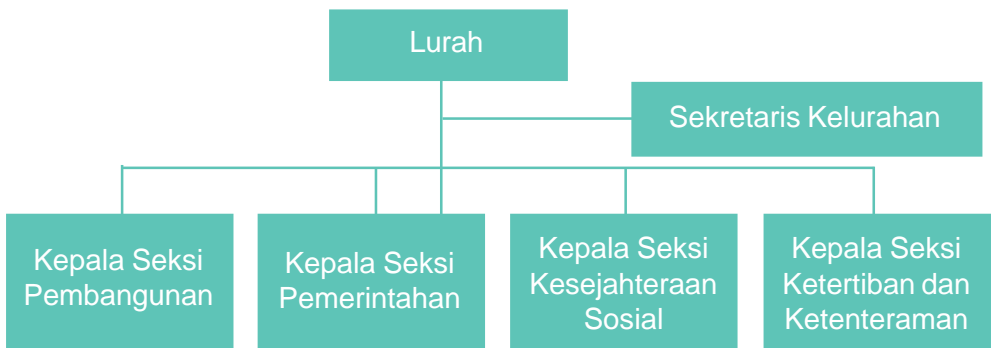 Lurah
Sekretaris Kelurahan
Kepala Seksi
Pembangunan
Kepala Seksi
Pemerintahan
Kepala Seksi
Kesejahteraan
Sosial
Kepala Seksi
Ketertiban dan
Ketenteraman